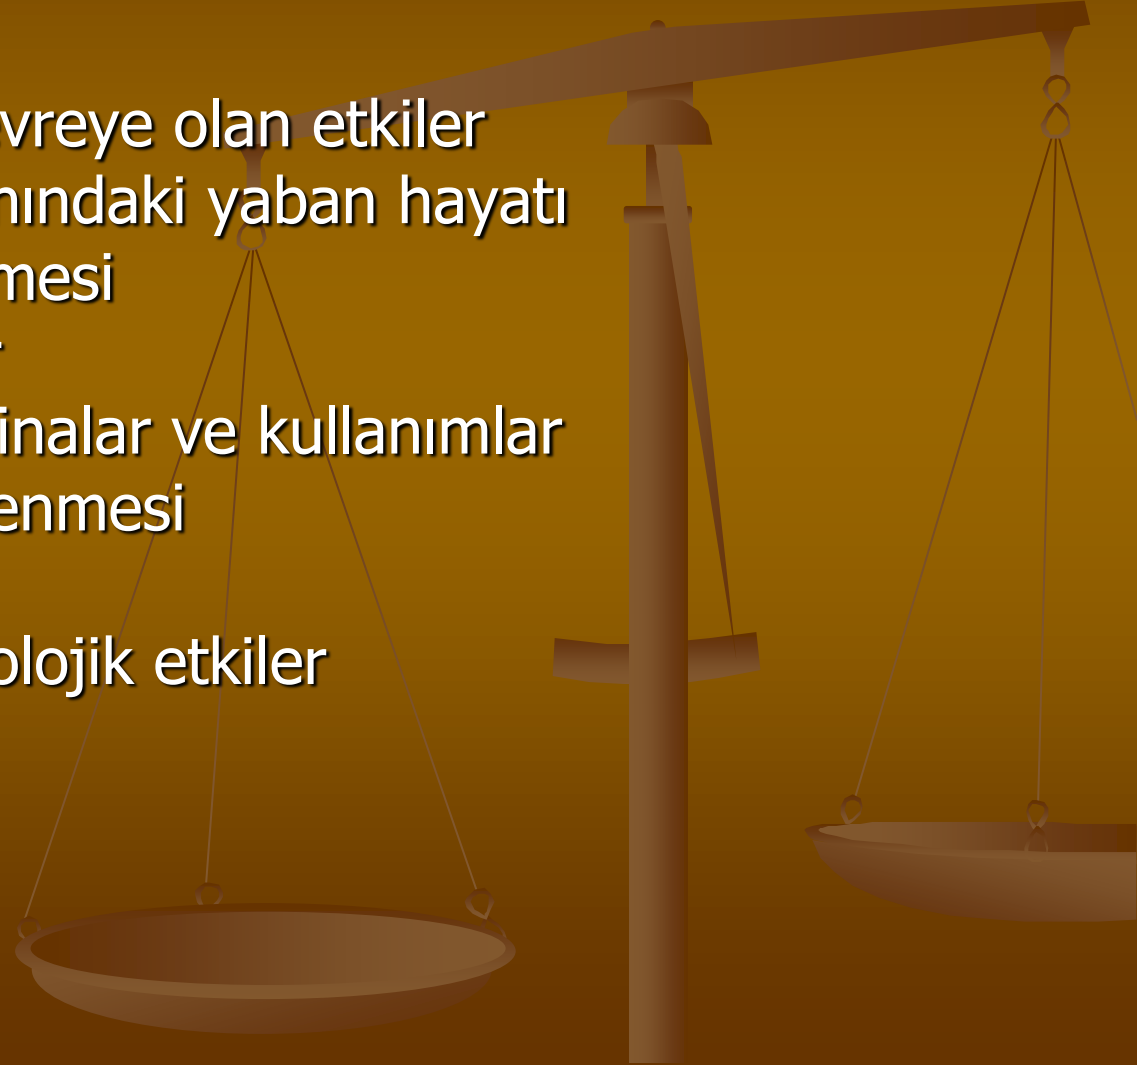 vreye olan etkiler
nındaki yaban hayatı
mesi
inalar ve kullanımlar
enmesi
olojik etkiler